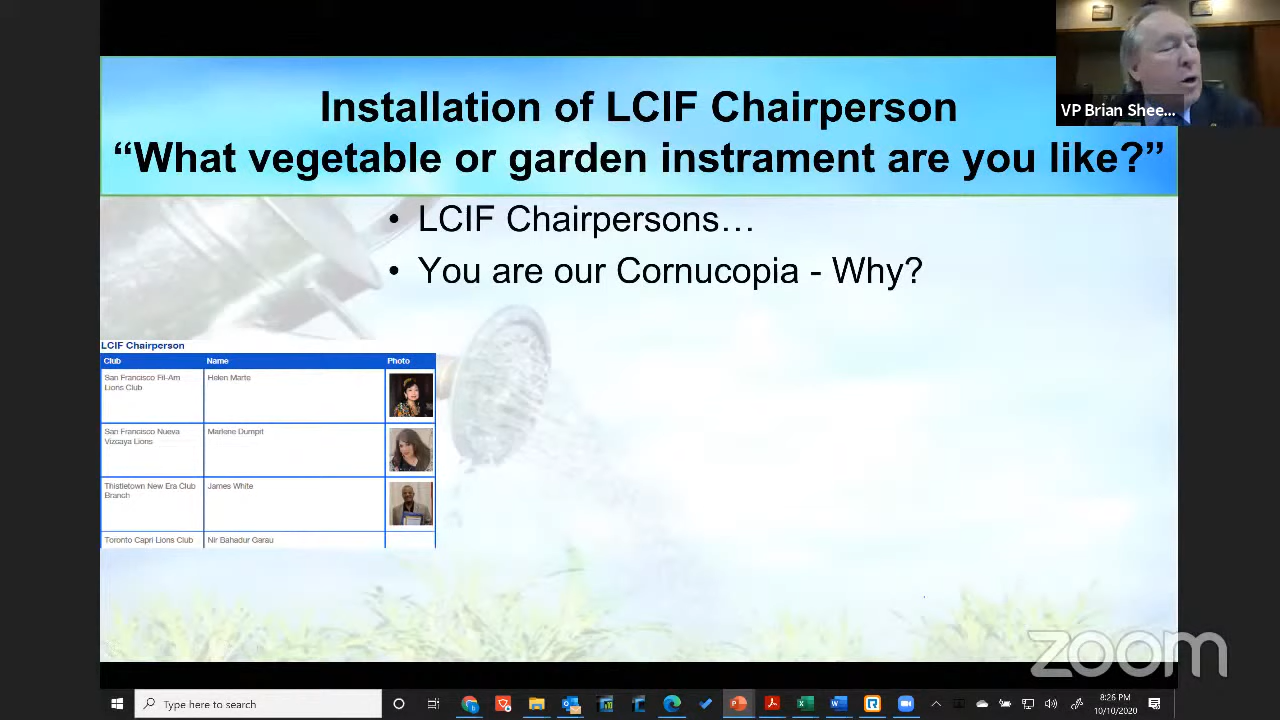 Installation of LCIF Chairperson
“What vegetable or garden instrament are you like?”
VP Brian Shee...
• LCIF Chairpersons…
• You are our Cornucopia - Why?
LCIF Chairperson
Club Name Photo
San Francisco Fil-Am Helen Marte
Lions Club
San Francisco Nueva Marlene Dumpit
Vizcaya Lions
Thistletown New Era Club James White
Branch
Toronto Capri Lions Club Nir Bahadur Garau
zoom
Type here to search
8:26 PM
10/10/2020